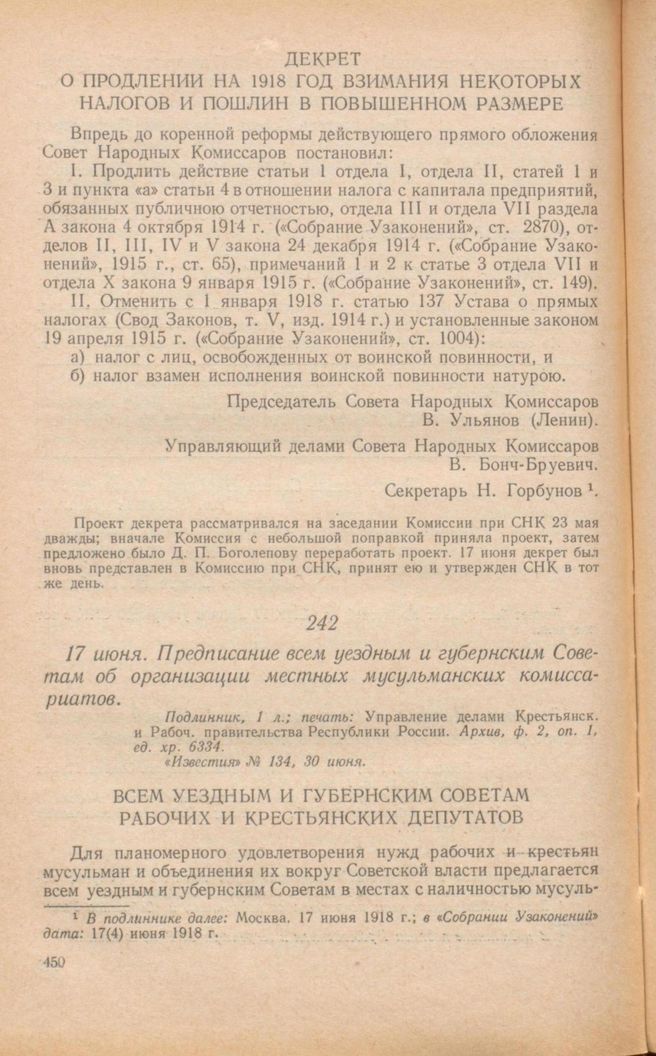 ДЕКРЕТ
О ПРОДЛЕНИИ НА 1918 ГОД ВЗИМАНИЯ НЕКОТОРЫХ
НАЛОГОВ И ПОШЛИН В ПОВЫШЕННОМ РАЗМЕРЕ
Впредь до коренной реформы действующего прямого обложения
Совет Народных Комиссаров постановил:
I. Продлить действие статьи 1 отдела I, отдела II, статей 1 и
3 и пункта «а» статьи 4 в отношении налога с капитала предприятий,
обязанных публичною отчетностью, отдела III и отдела VII раздела
А закона 4 октября 1914 г. («Собрание Узаконений», ст. 2870), от-
делов II, III, IV и V закона 24 декабря 1914 г. («Собрание Узако-
нений», 1915 г., ст. 65), примечаний 1 и 2 к статье 3 отдела VII и
отдела X закона 9 января 1915 г. («Собрание Узаконений», ст. 149).
II. Отменить с 1 января 1918 г. статью 137 Устава о прямых
налогах (Свод Законов, т. V, изд. 1914 г.) и установленные законом
19 апреля 1915 г. («Собрание Узаконений», ст. 1004):
а) налог с лиц, освобожденных от воинской повинности, и
б) налог взамен исполнения воинской повинности натурою.
Председатель Совета Народных Комиссаров
В. Ульянов (Ленин).
Управляющий делами Совета Народных Комиссаров
В. Бонч-Бруевич.
Секретарь Н. Горбунов ¹.
Проект декрета рассматривался на заседании Комиссии при СНК 23 мая
дважды; вначале Комиссия с небольшой поправкой приняла проект, затем
предложено было Д. П. Боголепову переработать проект. 17 июня декрет был
вновь представлен в Комиссию при СНК, принят ею и утвержден СНК в тот
же день.
242
17 июня. Предписание всем уездным и губернским Сове-
там об организации местных мусульманских комисса-
риатов.
Подлинник, 1 л.; печать: Управление делами Крестьянск.
и Рабоч. правительства Республики России. Архив, ф. 2, оп. 1,
ед. хр. 6334.
«Известия» № 134, 30 июня.
ВСЕМ УЕЗДНЫМ И ГУБЕРНСКИМ СОВЕТАМ
РАБОЧИХ И КРЕСТЬЯНСКИХ ДЕПУТАТОВ
Для планомерного удовлетворения нужд рабочих и крестьян
мусульман и объединения их вокруг Советской власти предлагается
всем уездным и губернским Советам в местах с наличностью мусуль-
¹ В подлиннике далее: Москва. 17 июня 1918 г.; в «Собрании Узаконений»
дата: 17(4) июня 1918 г.
450